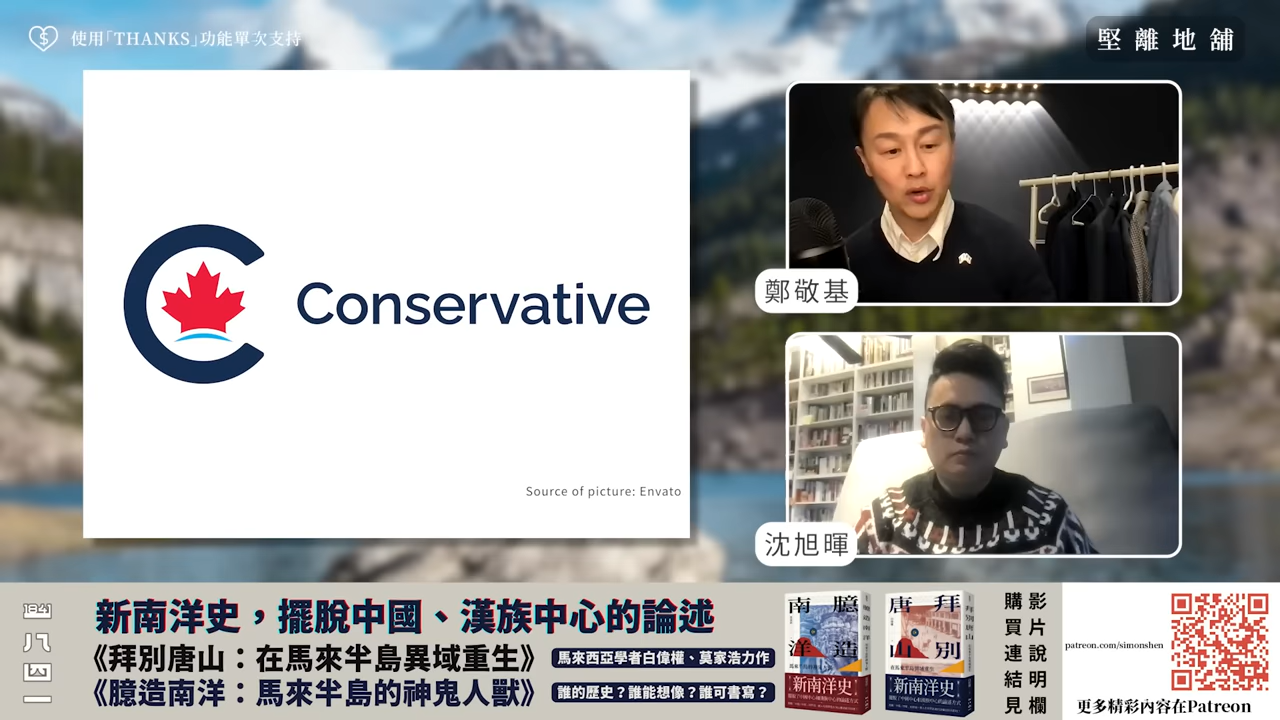 使用「THANKS」功能單次支持
堅離地舖
Conservative
Source of picture: Envato
鄭敬基
沈旭暉
一八四一
新南洋史，擺脫中國、漢族中心的論述
《拜別唐山：在馬來半島異域重生》
馬來西亞學者白偉權、莫家浩力作
《臆造南洋：馬來半島的神鬼人獸》
誰的歷史？誰能想像？誰可書寫？
臆造南洋
新南洋史
拜別唐山
新南洋史
影片說明欄
購買連結見
patreon.com/simonshen
更多精彩內容在Patreon